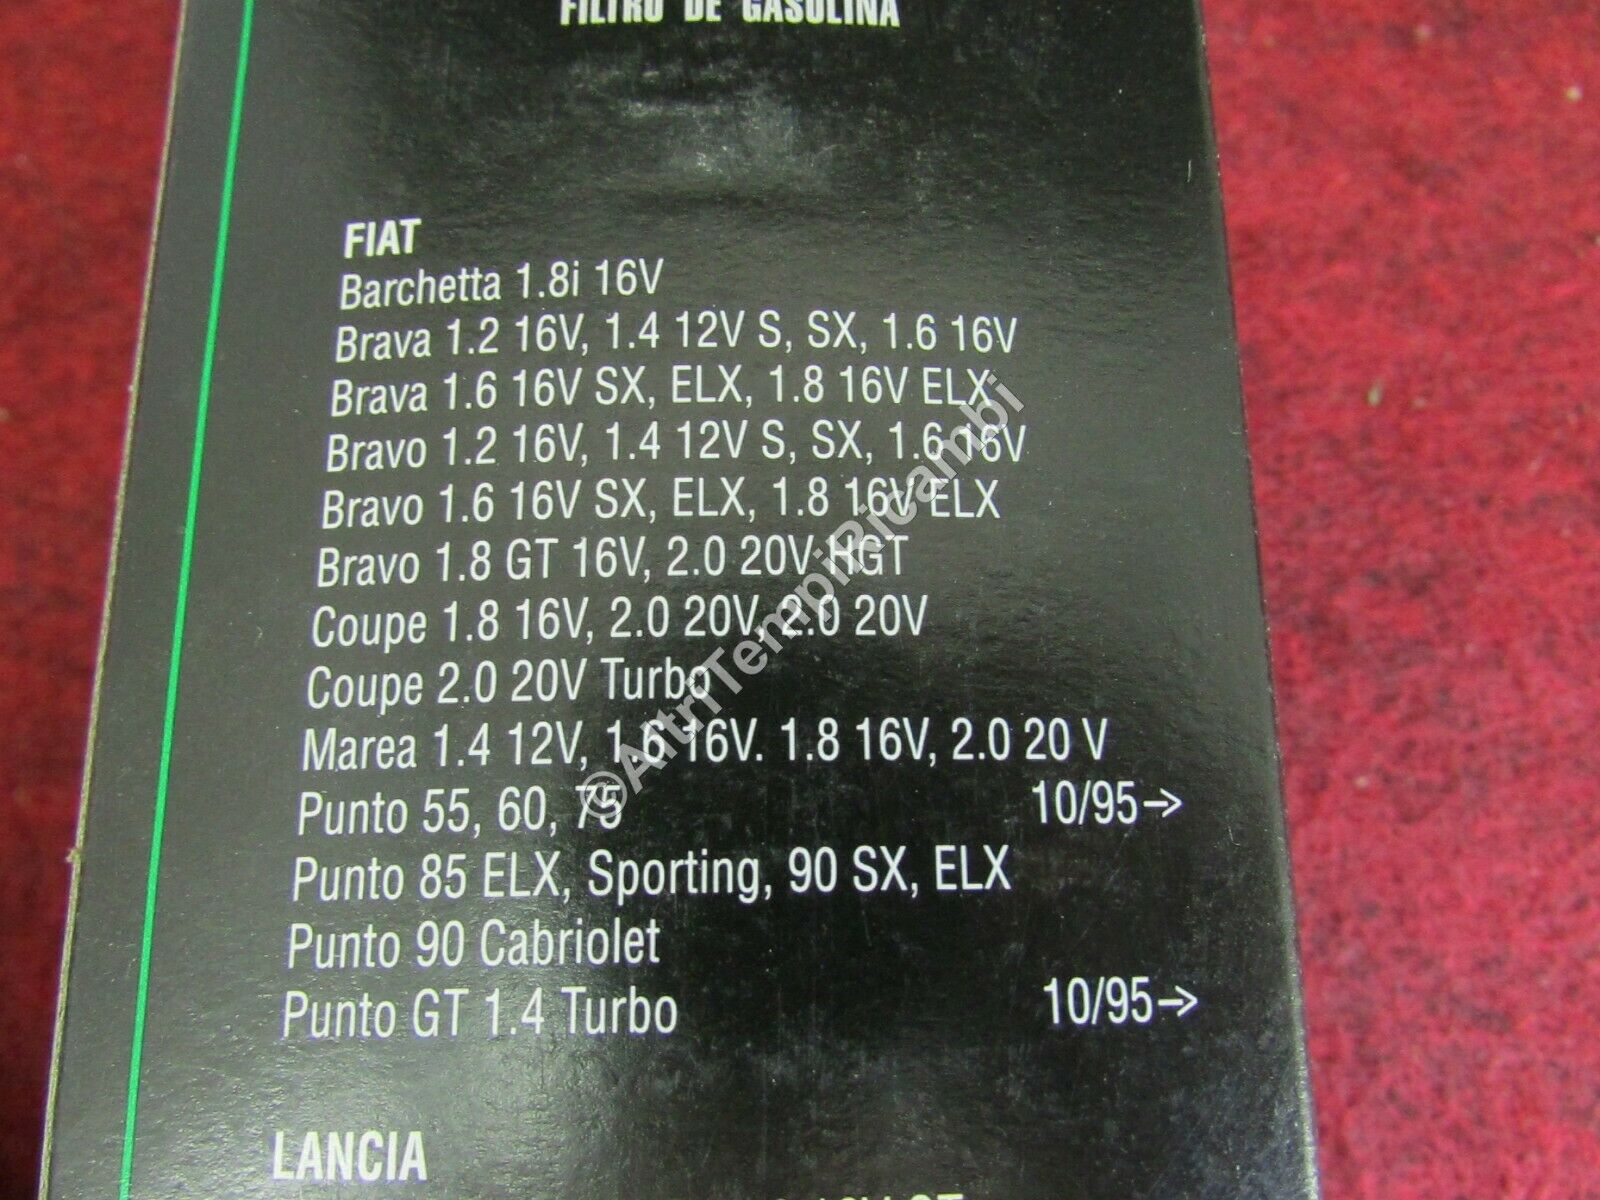 FILTRO DE GASOLINA
FIAT
Barchetta 1.8i 16V
Brava 1.2 16V, 1.4 12V S, SX, 1.6 16V
Brava 1.6 16V SX, ELX, 1.8 16V ELX
Bravo 1.2 16V, 1.4 12V S, SX, 1.6 16V
Bravo 1.6 16V SX, ELX, 1.8 16V ELX
Bravo 1.8 GT 16V, 2.0 20V HGT
Coupe 1.8 16V, 2.0 20V, 2.0 20V
Coupe 2.0 20V Turbo
Marea 1.4 12V, 1.6 16V. 1.8 16V, 2.0 20 V
Punto 55, 60, 75 10/95→
Punto 85 ELX, Sporting, 90 SX, ELX
Punto 90 Cabriolet
Punto GT 1.4 Turbo 10/95→
LANCIA
©AltriTempiRicambi